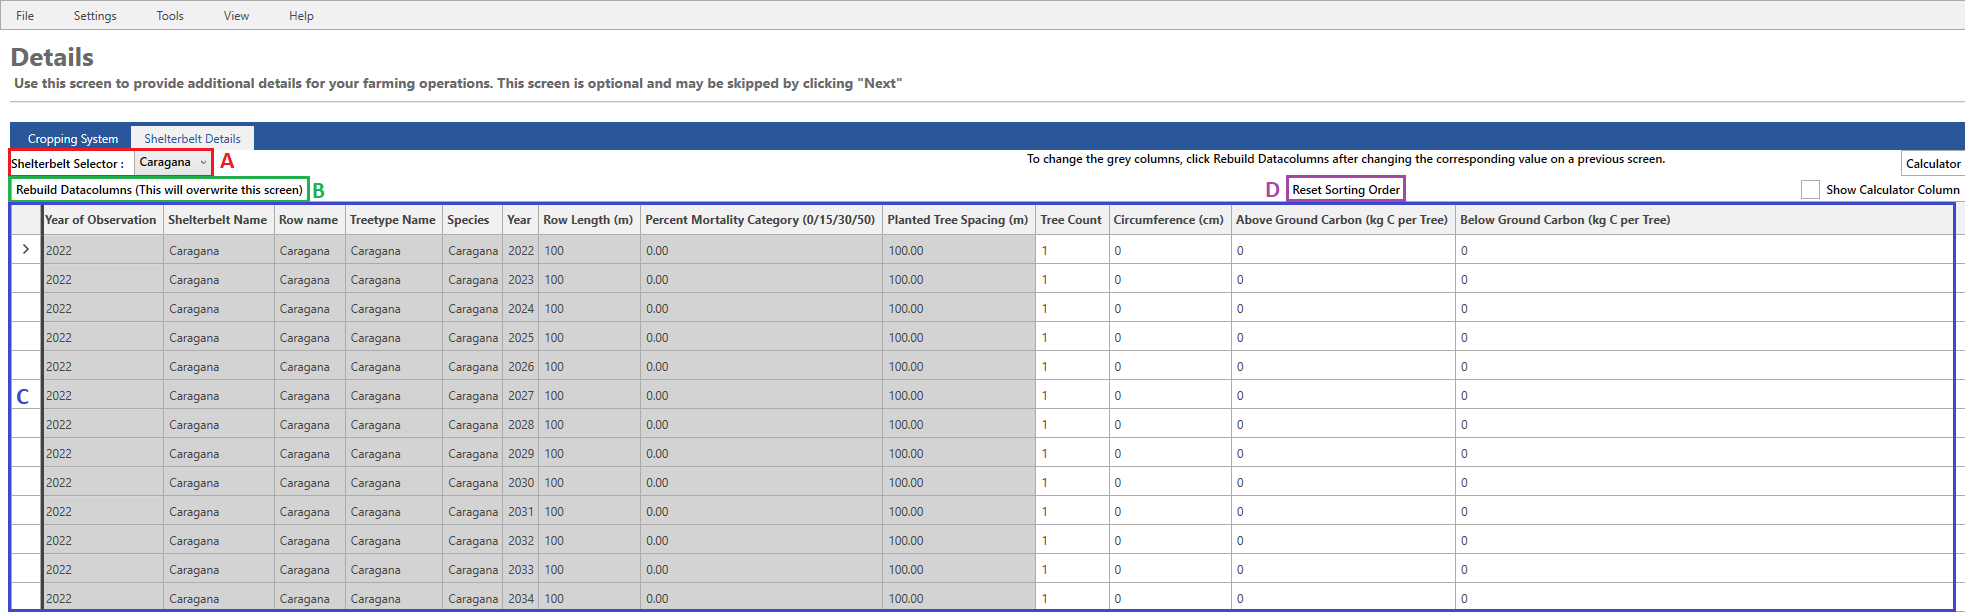 File Settings Tools View Help
Details
Use this screen to provide additional details for your farming operations. This screen is optional and may be skipped by clicking "Next"
Cropping System Shelterbelt Details
Shelterbelt Selector : Caragana A To change the grey columns, click Rebuild Datacolumns after changing the corresponding value on a previous screen. Calculator
Rebuild Datacolumns (This will overwrite this screen) B D Reset Sorting Order Show Calculator Column
Year of Observation Shelterbelt Name Row name Treetype Name Species Year Row Length (m) Percent Mortality Category (0/15/30/50) Planted Tree Spacing (m) Tree Count Circumference (cm) Above Ground Carbon (kg C per Tree) Below Ground Carbon (kg C per Tree)
2022 Caragana Caragana Caragana Caragana 2022 100 0.00 100.00 1 0 0 0
2022 Caragana Caragana Caragana Caragana 2023 100 0.00 100.00 1 0 0 0
2022 Caragana Caragana Caragana Caragana 2024 100 0.00 100.00 1 0 0 0
2022 Caragana Caragana Caragana Caragana 2025 100 0.00 100.00 1 0 0 0
2022 Caragana Caragana Caragana Caragana 2026 100 0.00 100.00 1 0 0 0
C 2022 Caragana Caragana Caragana Caragana 2027 100 0.00 100.00 1 0 0 0
2022 Caragana Caragana Caragana Caragana 2028 100 0.00 100.00 1 0 0 0
2022 Caragana Caragana Caragana Caragana 2029 100 0.00 100.00 1 0 0 0
2022 Caragana Caragana Caragana Caragana 2030 100 0.00 100.00 1 0 0 0
2022 Caragana Caragana Caragana Caragana 2031 100 0.00 100.00 1 0 0 0
2022 Caragana Caragana Caragana Caragana 2032 100 0.00 100.00 1 0 0 0
2022 Caragana Caragana Caragana Caragana 2033 100 0.00 100.00 1 0 0 0
2022 Caragana Caragana Caragana Caragana 2034 100 0.00 100.00 1 0 0 0